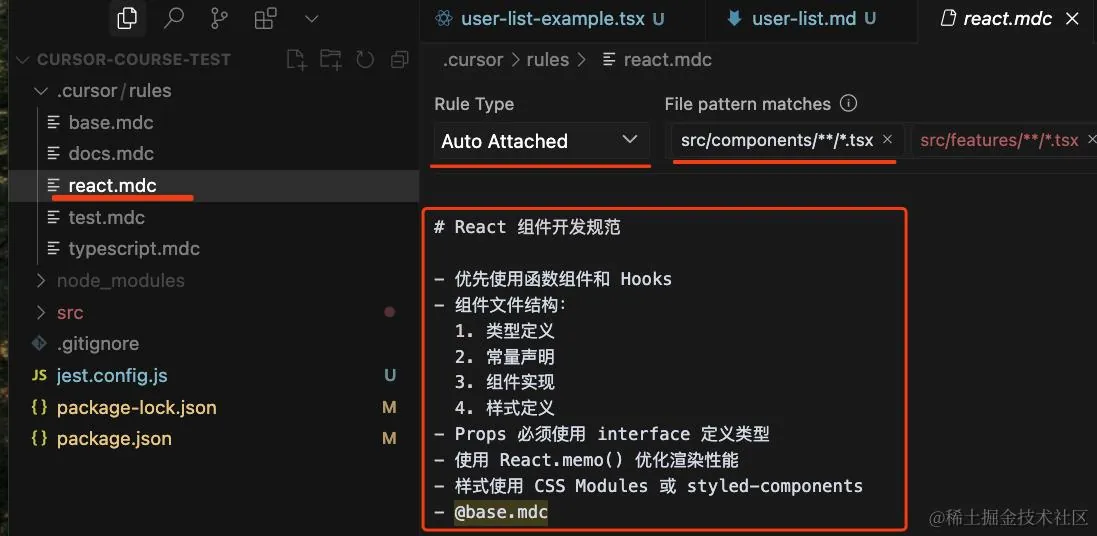 user-list-example.tsx U
user-list.md U
react.mdc
CURSOR-COURSE-TEST
.cursor > rules > react.mdc
.cursor/rules
Rule Type
File pattern matches
base.mdc
Auto Attached
src/components/**/*.tsx
src/features/**/*.tsx
docs.mdc
react.mdc
test.mdc
typescript.mdc
node_modules
src
.gitignore
JS jest.config.js U
{} package-lock.json M
{} package.json M
# React 组件开发规范
- 优先使用函数组件和 Hooks
- 组件文件结构：
1. 类型定义
2. 常量声明
3. 组件实现
4. 样式定义
- Props 必须使用 interface 定义类型
- 使用 React.memo() 优化渲染性能
- 样式使用 CSS Modules 或 styled-components
- @base.mdc
@稀土掘金技术社区